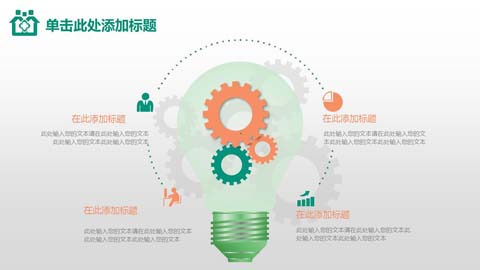 单击此处添加标题
在此添加标题
此处输入您的文本请在此处输入您的文本
此处输入您的文本此处输入您的文本
在此添加标题
此处输入您的文本请在此处输入您的文本此处输入您的文
本此处输入您的文本此处输入您的文本
在此添加标题
此处输入您的文本请在此处输入您的文本
此处输入您的文本此处输入您的文本
在此添加标题
此处输入您的文本请在此处输入您的文本此处
输入您的文本此处输入您的文本